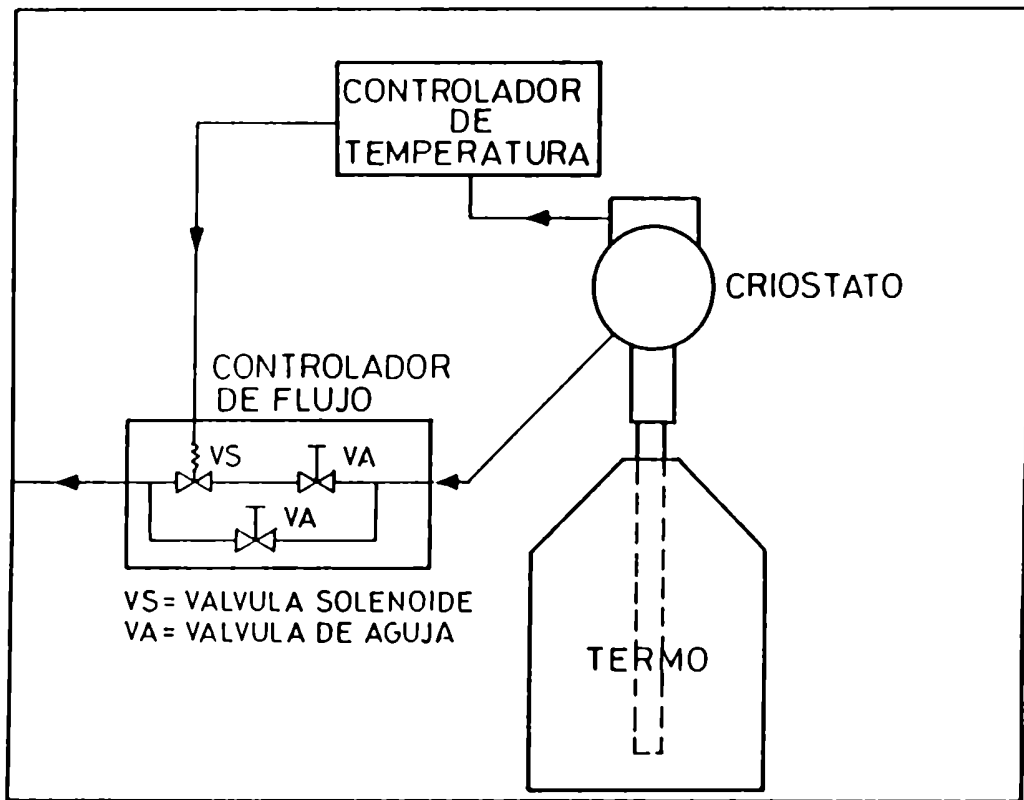 CONTROLADOR
DE
TEMPERATURA
CRIOSTATO
CONTROLADOR
DE FLUJO
VS
VA
VA
VS= VALVULA SOLENOIDE
VA= VALVULA DE AGUJA
TERMO